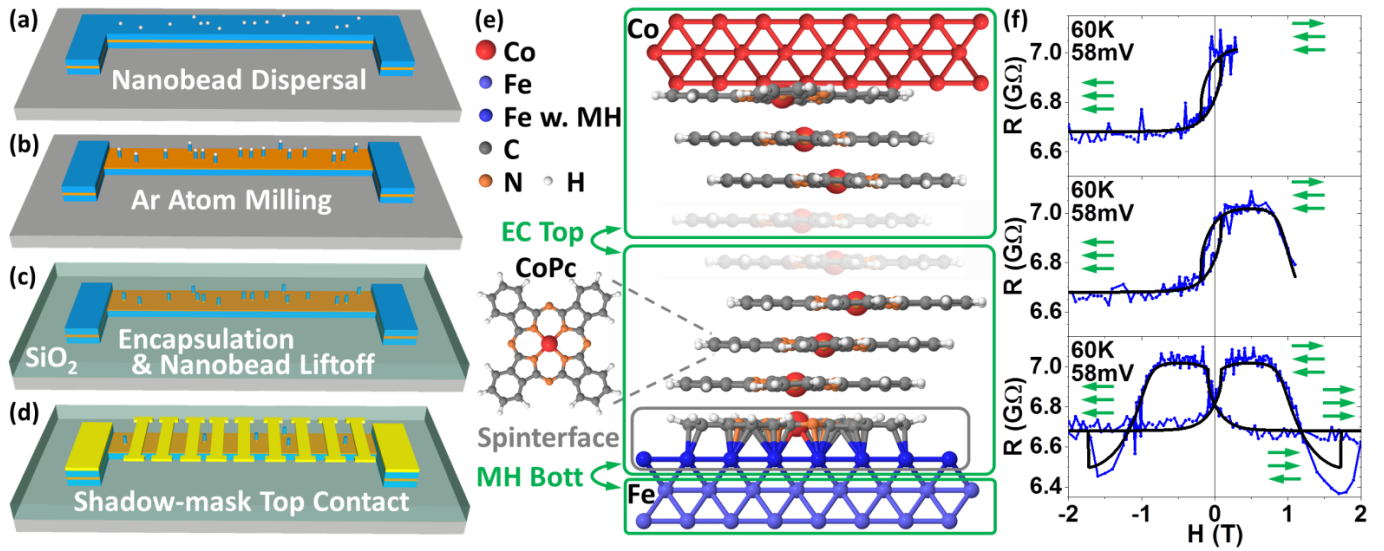 (a)
Nanobead Dispersal
(b)
Ar Atom Milling
(c)
SiO2
Encapsulation
& Nanobead Liftoff
(d)
Shadow-mask Top Contact
(e)
Co
Fe
Fe w. MH
C
N H
Co
EC Top
CoPc
Spinterface
MH Bott
Fe
(f)
60K
58mV
R (GΩ)
7.0
6.8
6.6
60K
58mV
R (GΩ)
7.0
6.8
6.6
60K
58mV
R (GΩ)
7.0
6.8
6.6
6.4
-2 -1 0 1 2
H (T)